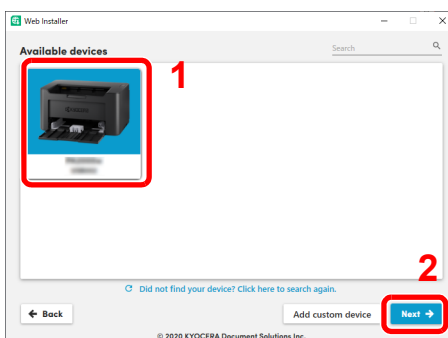 Web Installer
Available devices
Search
1
KYOCERA
Did not find your device? Click here to search again.
2
Back
Add custom device
Next
© 2020 KYOCERA Document Solutions Inc.